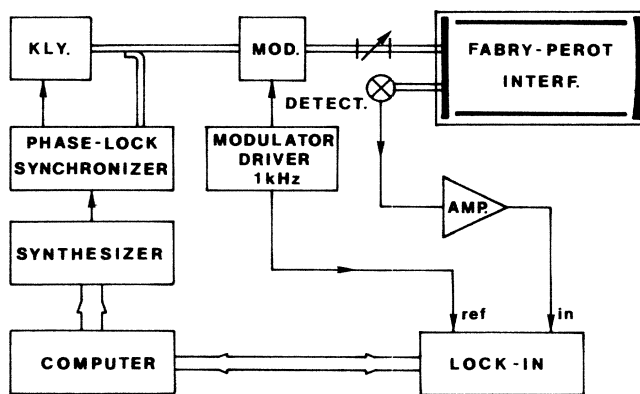 KLY.
MOD.
FABRY-PEROT
INTERF.
DETECT.
PHASE-LOCK
SYNCHRONIZER
MODULATOR
DRIVER
1kHz
AMP.
SYNTHESIZER
ref
in
COMPUTER
LOCK-IN